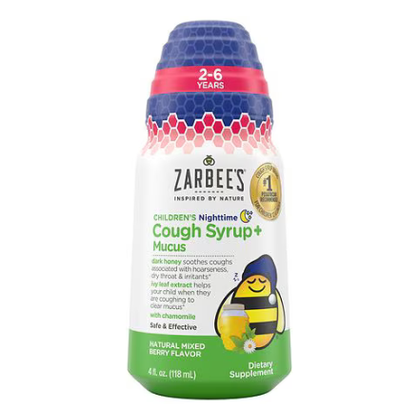 2-6
YEARS
ZARBEE'S
INSPIRED BY NATURE
#1
CHILDREN'S Nighttime
Cough Syrup+
Mucus
dark honey soothes coughs
associated with hoarseness,
dry throat & irritants*
ivy leaf extract helps
your child when they
are coughing to
clear mucus*
with chamomile
Safe & Effective
NATURAL MIXED
BERRY FLAVOR
4 fl. oz. (118 mL)
Dietary
Supplement